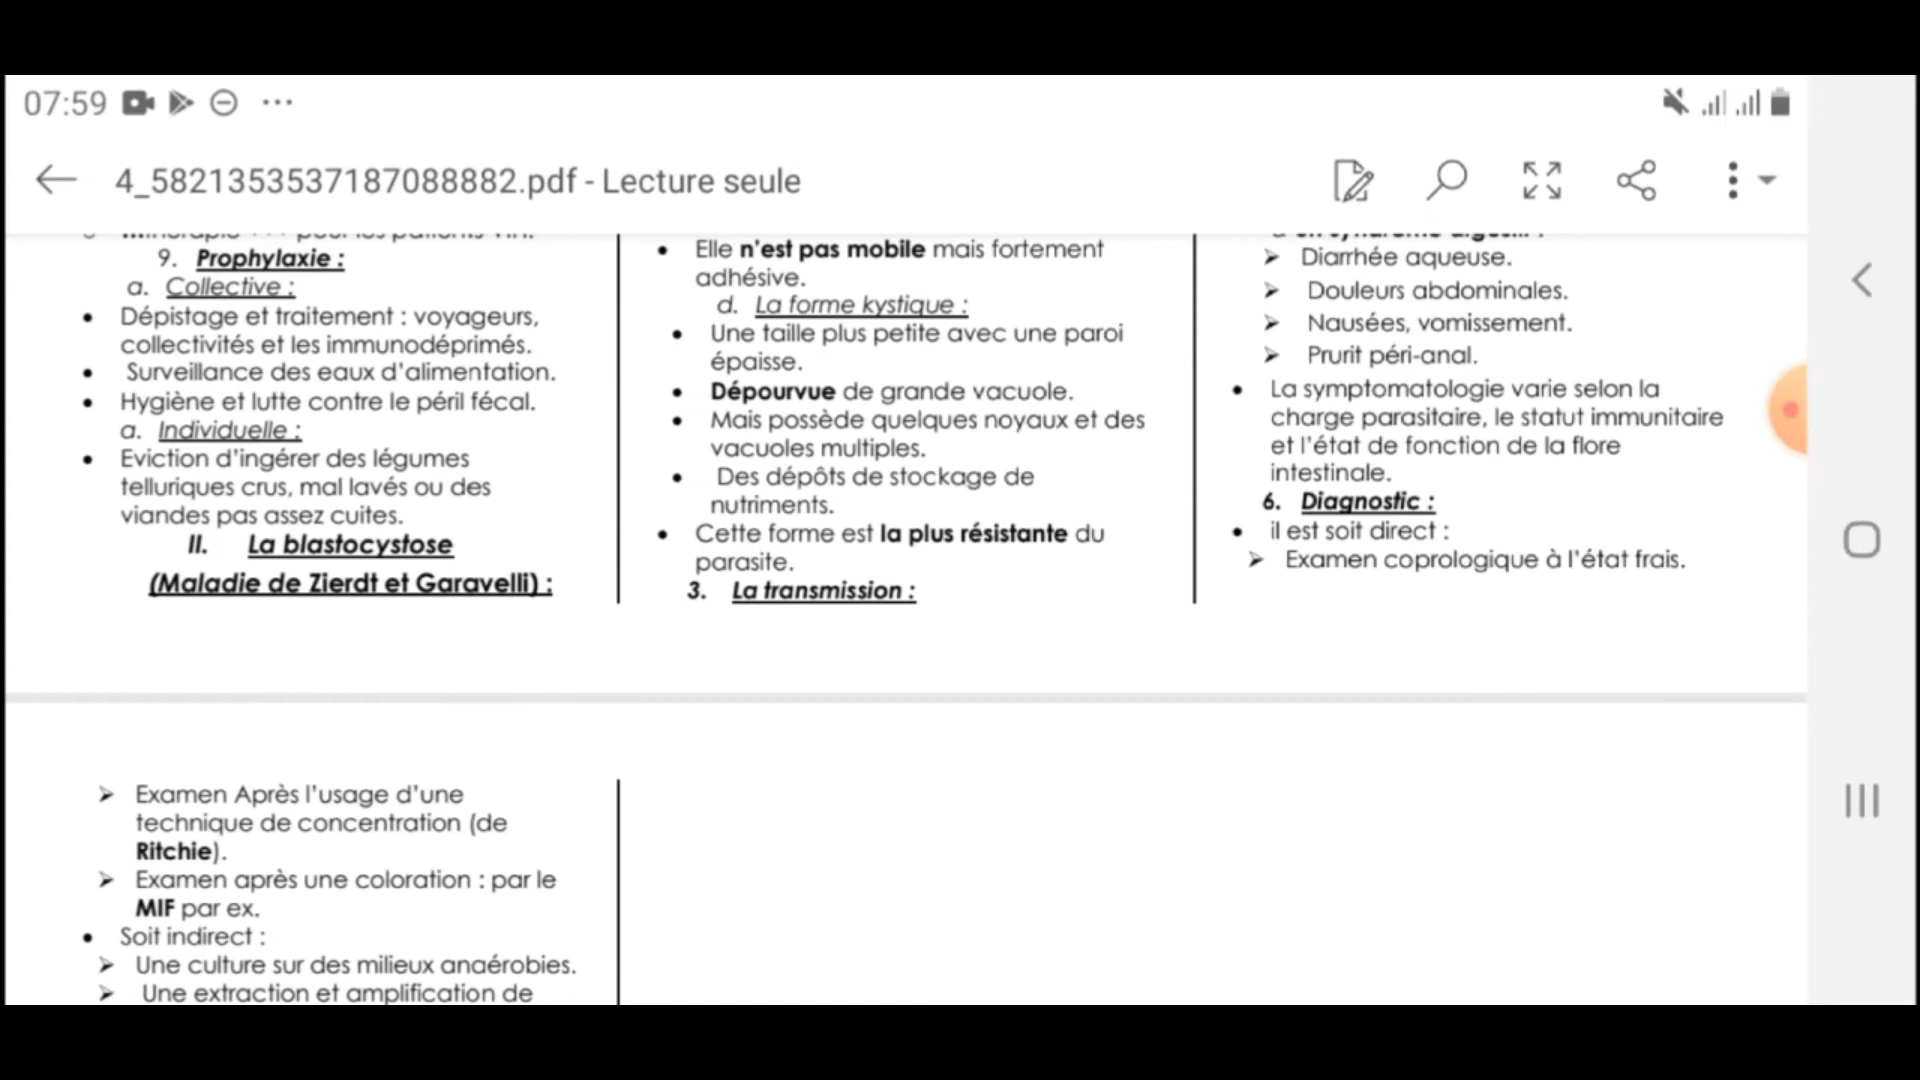 07:59
4_5821353537187088882.pdf - Lecture seule
pour les patients VIH.
9. Prophylaxie :
a. Collective :
• Dépistage et traitement : voyageurs,
collectivités et les immunodéprimés.
• Surveillance des eaux d'alimentation.
• Hygiène et lutte contre le péril fécal.
a. Individuelle :
• Eviction d'ingérer des légumes
telluriques crus, mal lavés ou des
viandes pas assez cuites.
II. La blastocystose
(Maladie de Zierdt et Garavelli) :
• Elle n'est pas mobile mais fortement
adhésive.
d. La forme kystique :
• Une taille plus petite avec une paroi
épaisse.
• Dépourvue de grande vacuole.
• Mais possède quelques noyaux et des
vacuoles multiples.
• Des dépôts de stockage de
nutriments.
• Cette forme est la plus résistante du
parasite.
3. La transmission :
➢ Diarrhée aqueuse.
➢ Douleurs abdominales.
➢ Nausées, vomissement.
➢ Prurit péri-anal.
• La symptomatologie varie selon la
charge parasitaire, le statut immunitaire
et l'état de fonction de la flore
intestinale.
6. Diagnostic :
• il est soit direct :
➢ Examen coprologique à l'état frais.
➢ Examen Après l'usage d'une
technique de concentration (de
Ritchie).
➢ Examen après une coloration : par le
MIF par ex.
• Soit indirect :
➢ Une culture sur des milieux anaérobies.
➢ Une extraction et amplification de